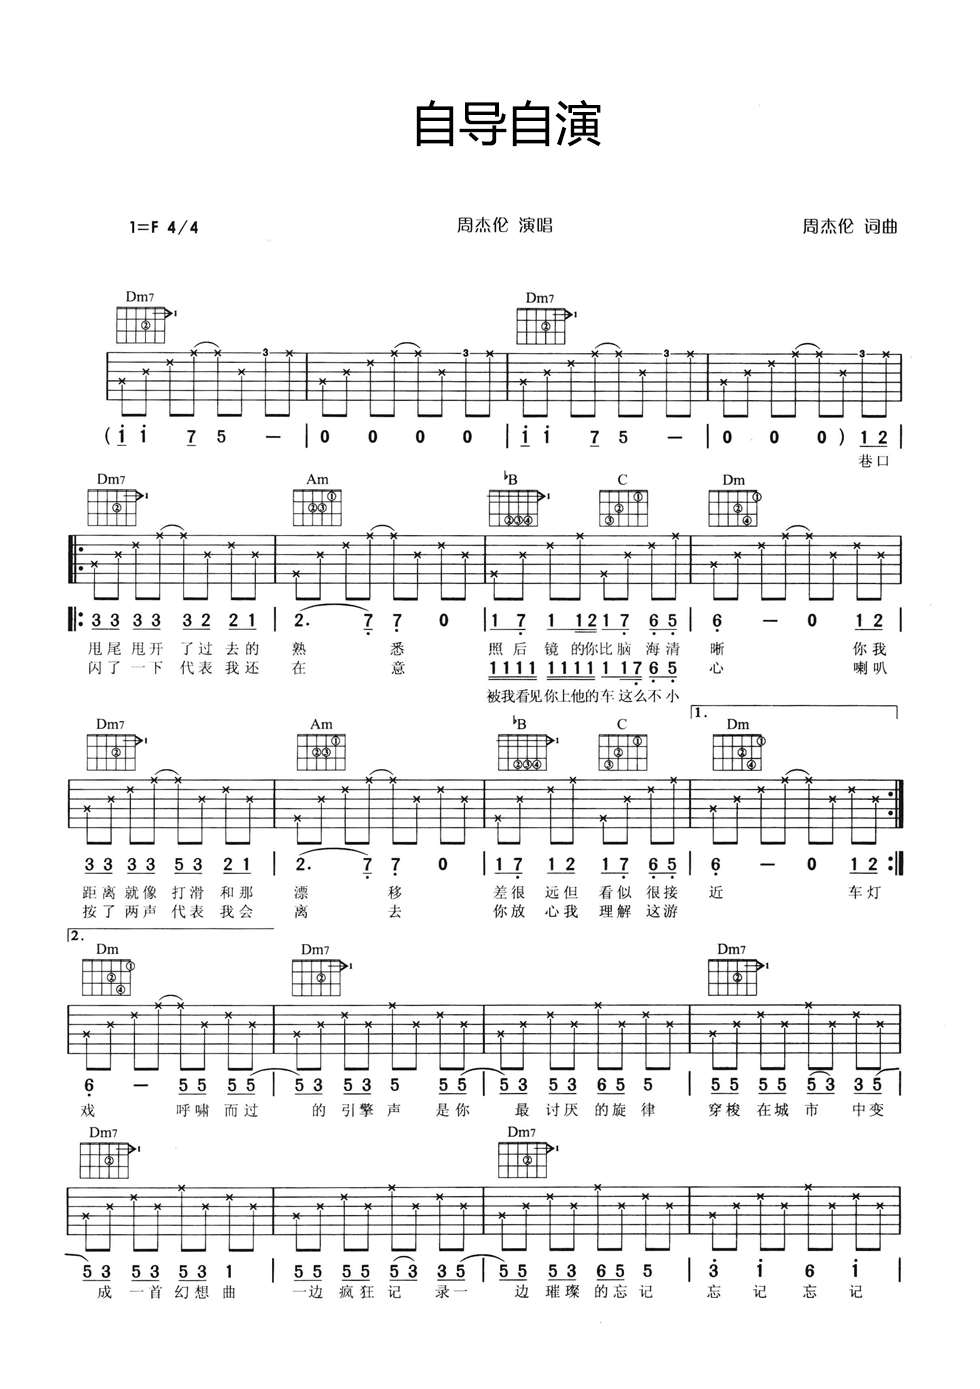 自导自演
1=F 4/4 周杰伦 演唱 周杰伦 词曲
Dm7 Dm7
3 3 3 3
( i i 7 5 — | 0 0 0 0 | i i 7 5 — | 0 0 0 0 ) 1 2 |
巷口
Dm7 Am ♭B C Dm
3 3 3 3 3 2 2 1 | 2. 7 7 0 | 1 7 1 1 2 1 7 6 5 | 6 — 0 1 2 |
甩尾 甩开 了过 去的 熟 悉 照后 镜 的你比脑 海清 晰 你我
闪了 一下 代表 我还 在 意 1111 1111 1 17 6 5 心 喇叭
被我看见你上他的车 这么不小
1.
Dm7 Am ♭B C Dm
3 3 3 3 5 3 2 1 | 2. 7 7 0 | 1 7 1 2 1 7 6 5 | 6 — 0 1 2 :|
距离 就像 打滑 和那 漂 移 差很 远但 看似 很接 近 车灯
按了 两声 代表 我会 离 去 你放 心我 理解 这游
2.
Dm Dm7 Dm7
6 — 5 5 5 5 | 5 3 5 3 5 5 5 | 5 3 5 3 6 5 5 | 5 5 5 5 5 3 3 5 |
戏 呼啸 而过 的 引擎 声 是你 最 讨厌 的旋 律 穿梭 在城 市 中变
Dm7 Dm7
5 3 5 3 5 3 1 | 5 5 5 5 5 3 3 5 | 5 5 5 5 6 5 5 | 3 i 6 i |
成 一首 幻想 曲 一边 疯狂 记 录一 边 璀璨 的忘 记 忘 记 忘 记